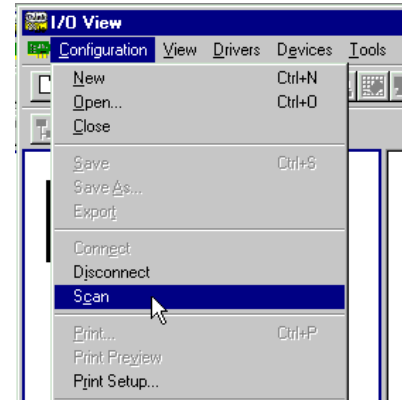 I/O View
Configuration View Drivers Devices Tools
New Ctrl+N
Open... Ctrl+O
Close
Save Ctrl+S
Save As...
Export
Connect
Disconnect
Scan
Print... Ctrl+P
Print Preview
Print Setup...